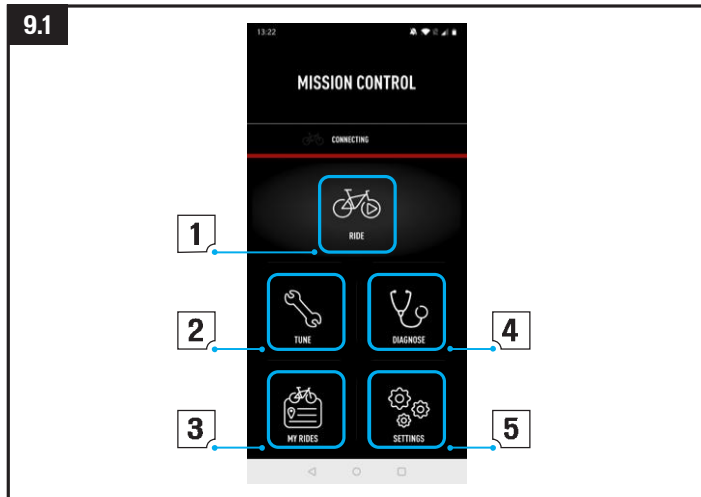 9.1
13:22
MISSION CONTROL
CONNECTING
RIDE
1
TUNE
DIAGNOSE
2
4
MY RIDES
SETTINGS
3
5